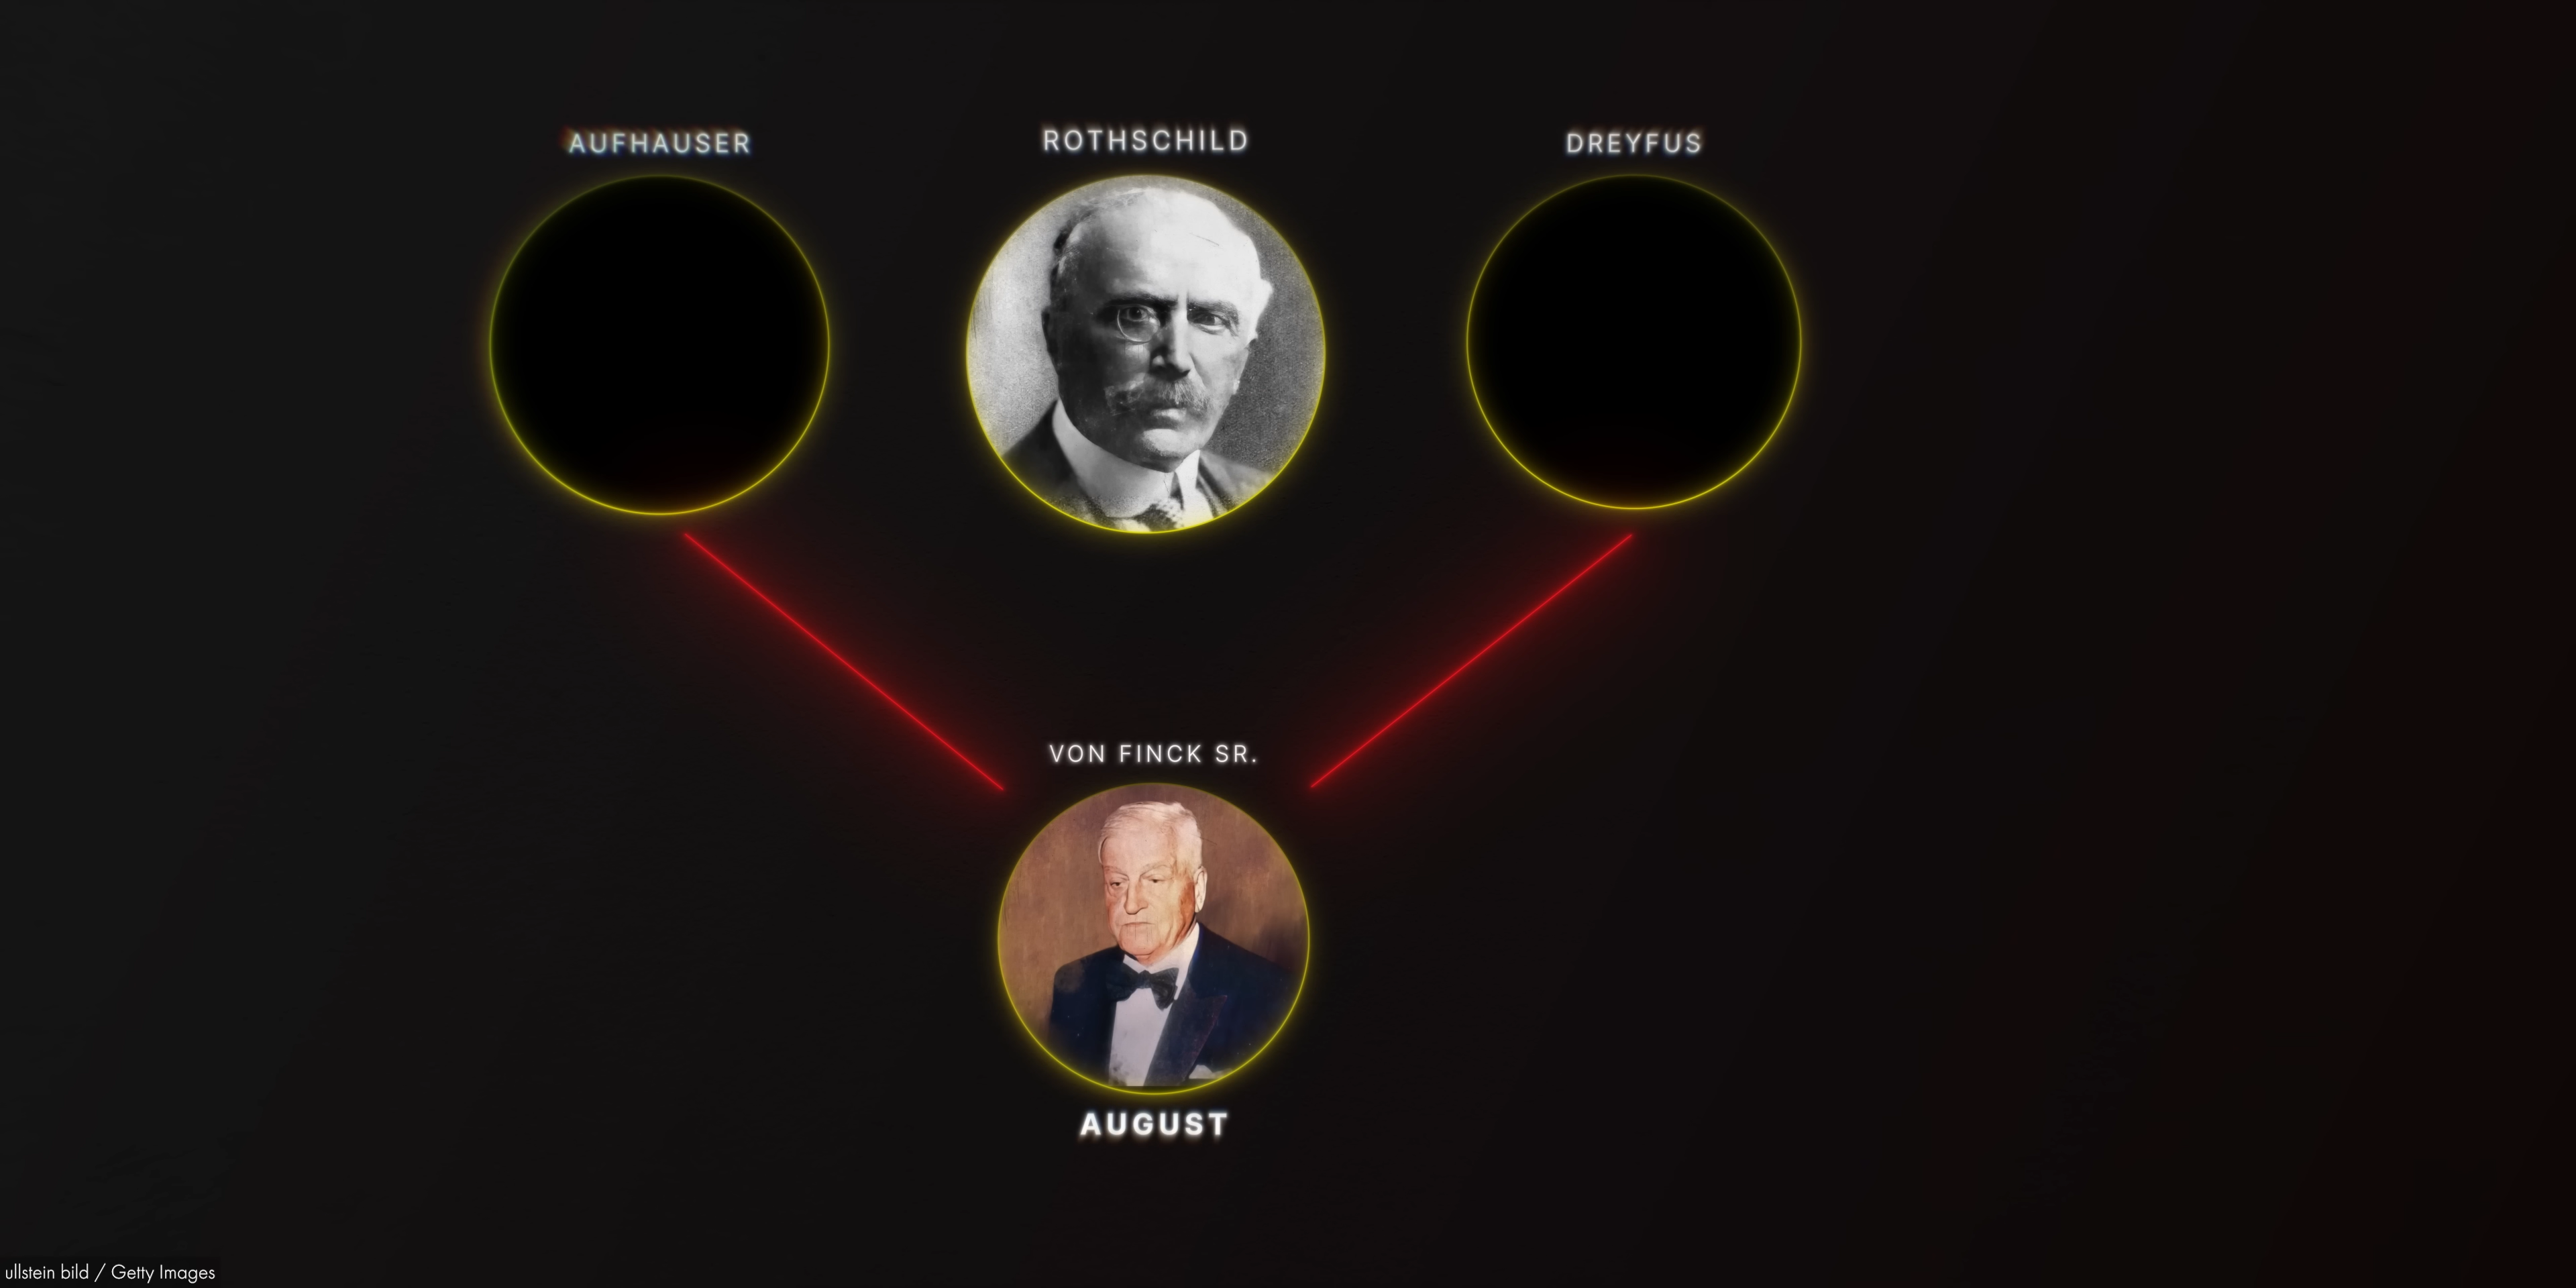 AUFHAUSER
ROTHSCHILD
DREYFUS
VON FINCK SR.
AUGUST
ullstein bild / Getty Images